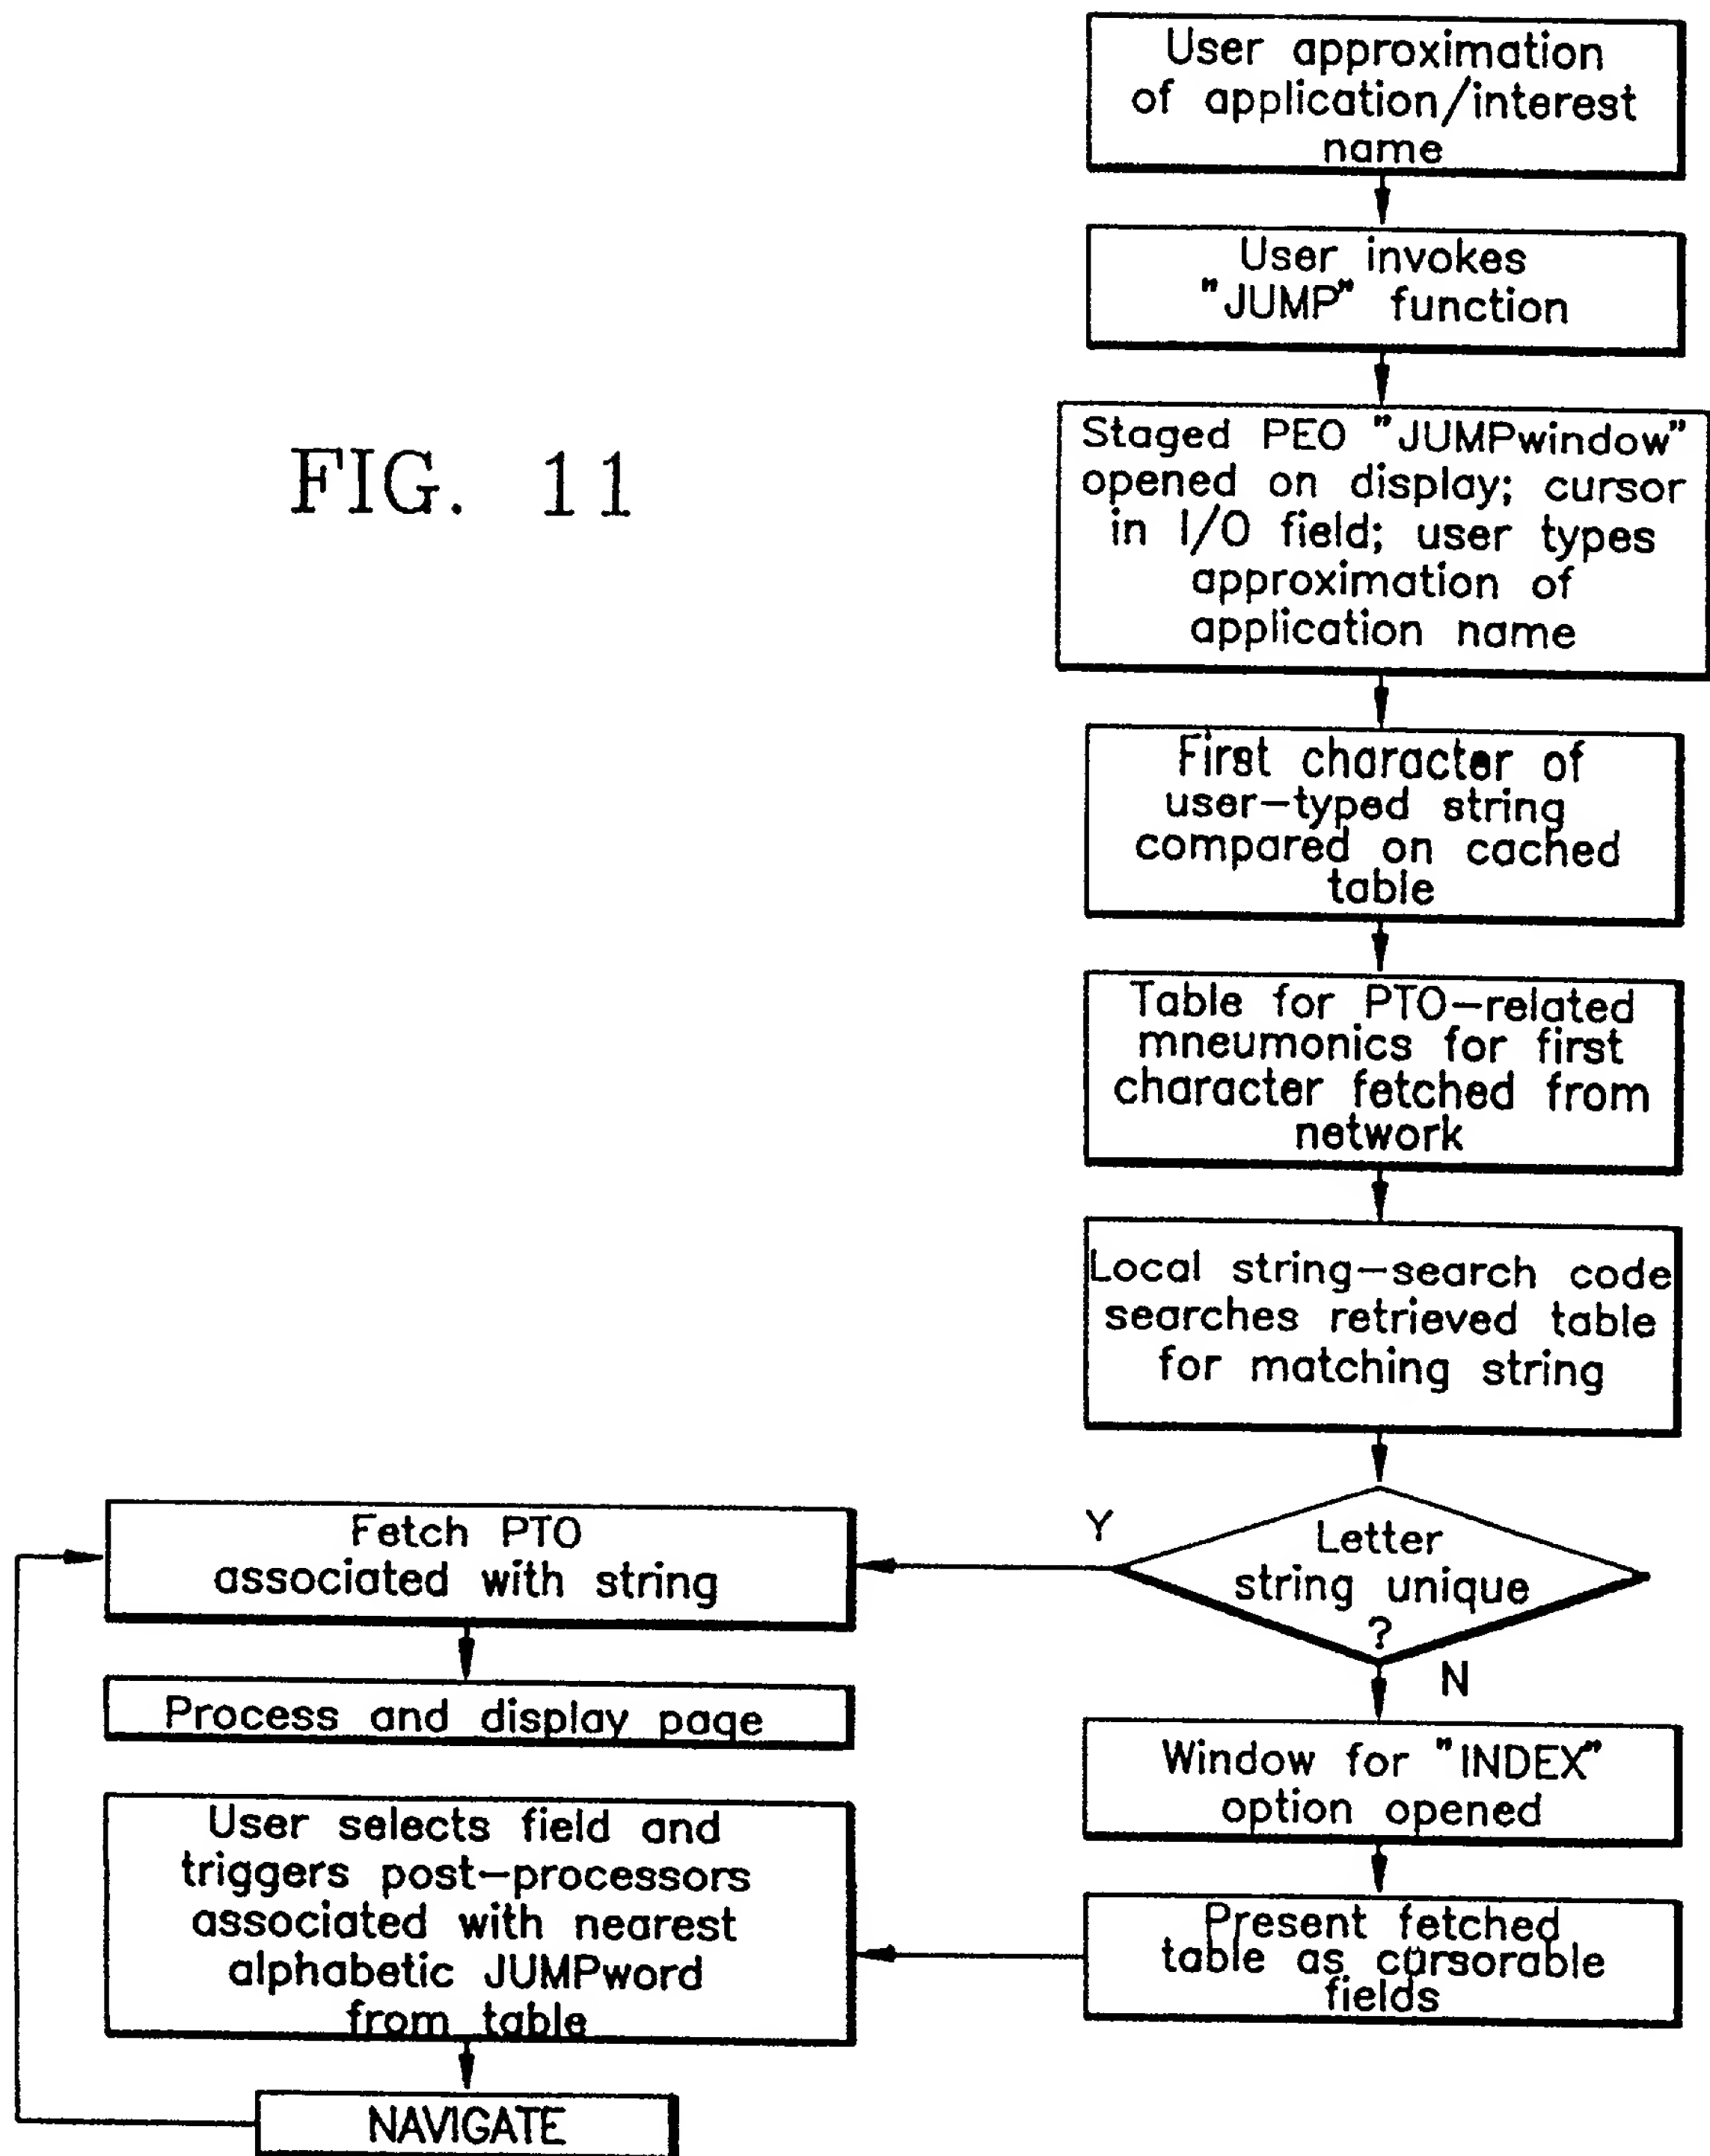 User approximation
of application/interest
name
User invokes
"JUMP" function
FIG. 11
Staged PEO "JUMPwindow"
opened on display; cursor
in I/O field; user types
approximation of
application name
First character of
user-typed string
compared on cached
table
Table for PTO-related
mneumonics for first
character fetched from
network
Local string-search code
searches retrieved table
for matching string
Letter
string unique
?
Y
N
Fetch PTO
associated with string
Process and display page
Window for "INDEX"
option opened
Present fetched
table as cursorable
fields
User selects field and
triggers post-processors
associated with nearest
alphabetic JUMPword
from table
NAVIGATE